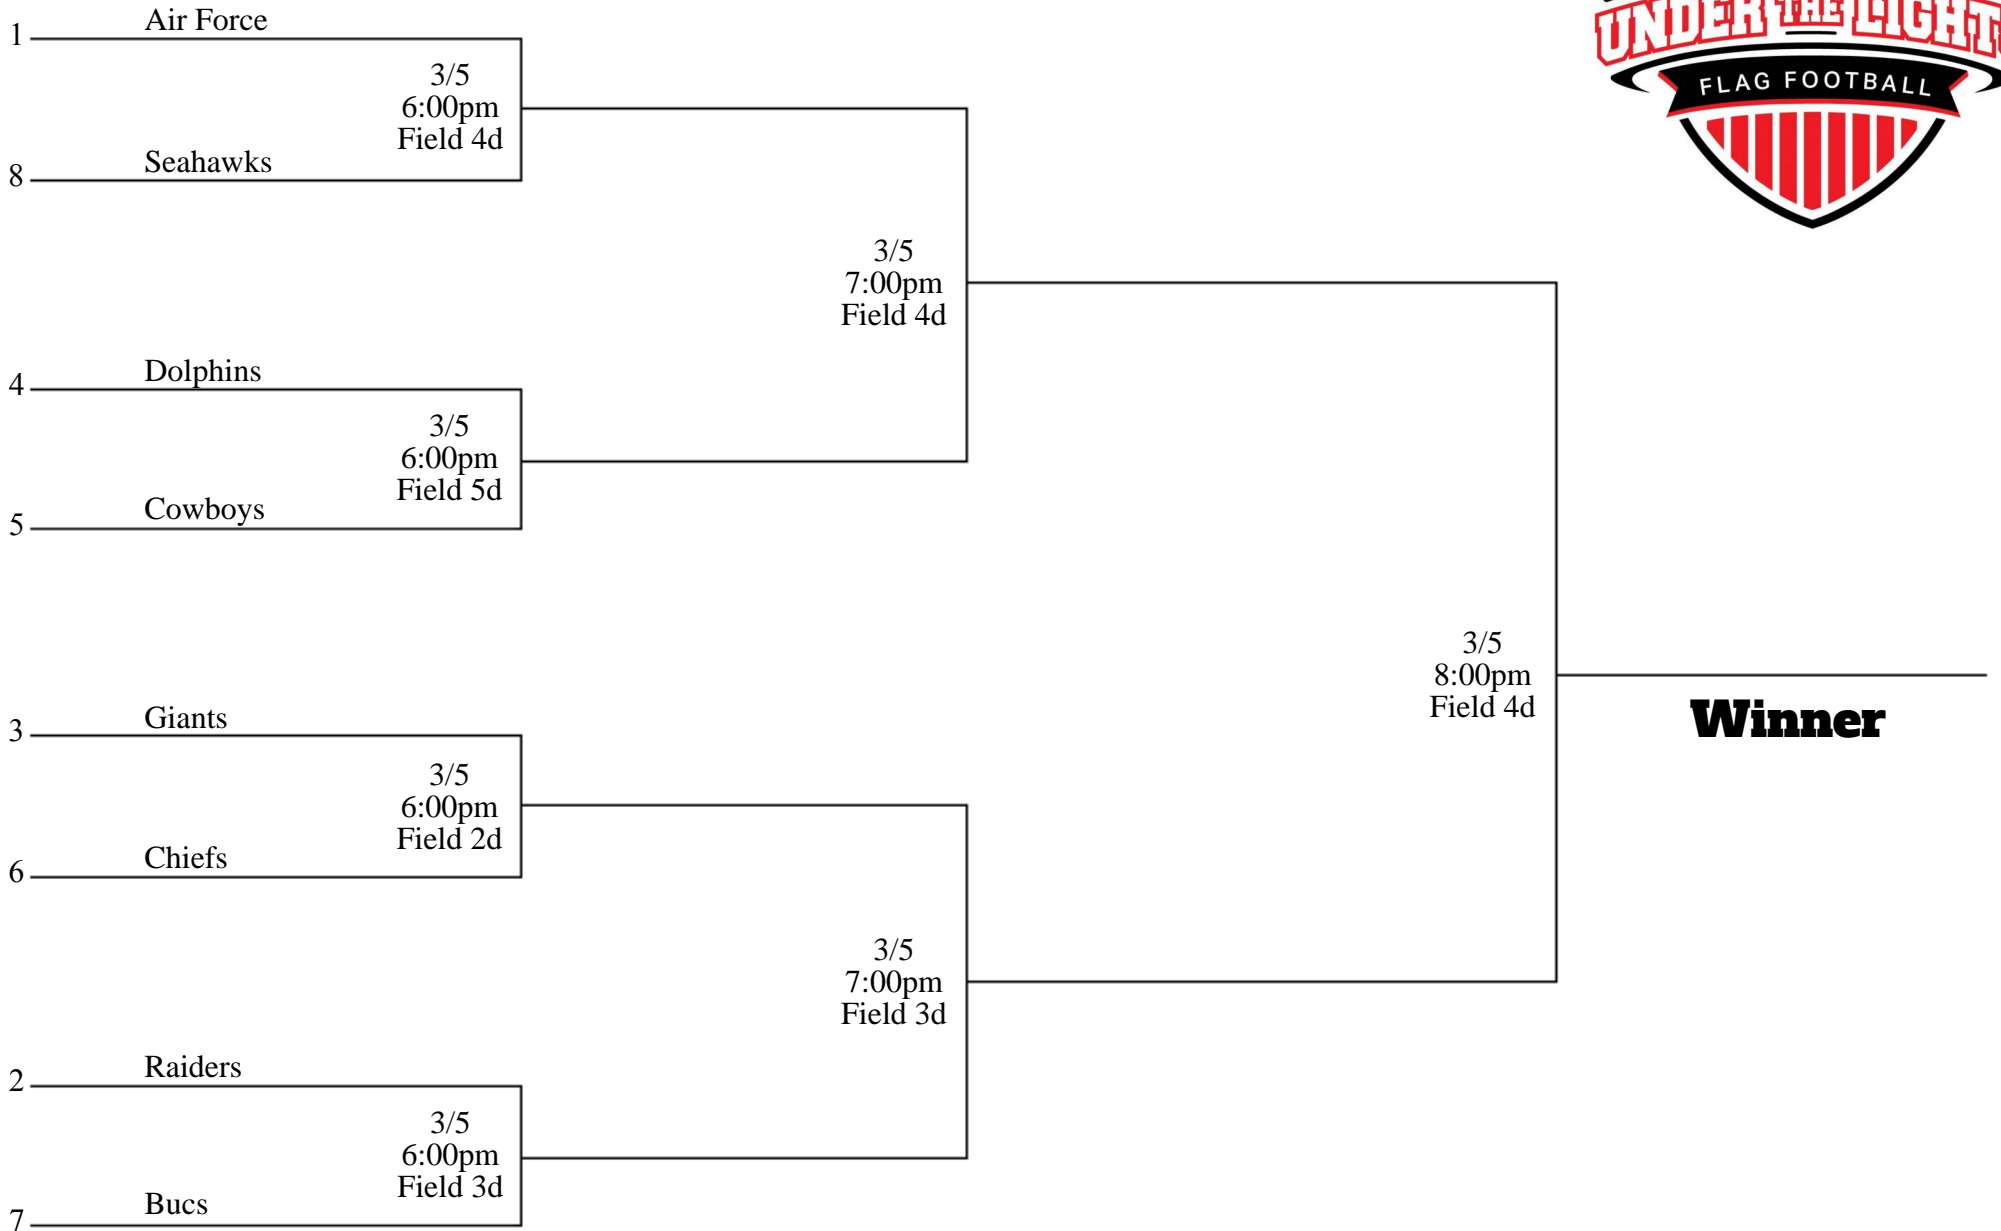 UNDER THE LIGHTS
FLAG FOOTBALL
1 Air Force
3/5
6:00pm
Field 4d
8 Seahawks
3/5
7:00pm
Field 4d
4 Dolphins
3/5
6:00pm
Field 5d
5 Cowboys
3/5
8:00pm
Field 4d
Winner
3 Giants
3/5
6:00pm
Field 2d
6 Chiefs
3/5
7:00pm
Field 3d
2 Raiders
3/5
6:00pm
Field 3d
7 Bucs